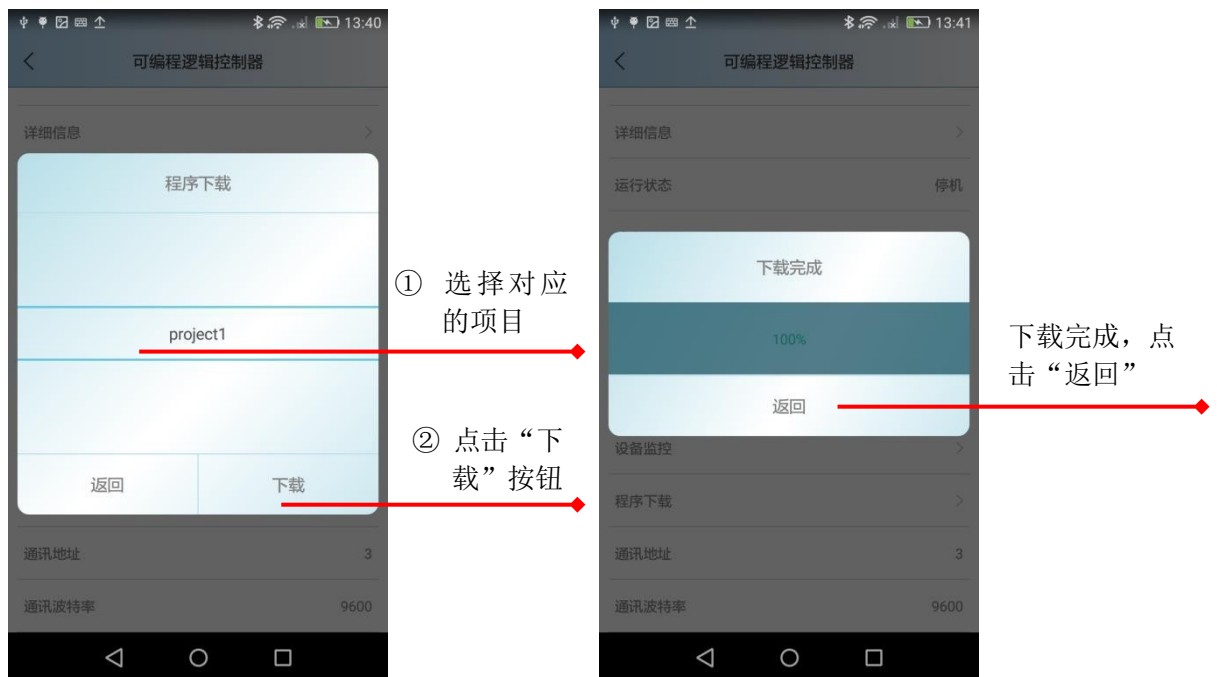 13:40
可编程逻辑控制器
详细信息
程序下载
project1
返回 下载
通讯地址 3
通讯波特率 9600
① 选择对应
的项目
② 点击“下
载”按钮
13:41
可编程逻辑控制器
详细信息
运行状态 停机
下载完成
100%
返回
设备监控
程序下载
通讯地址 3
通讯波特率 9600
下载完成，点
击“返回”